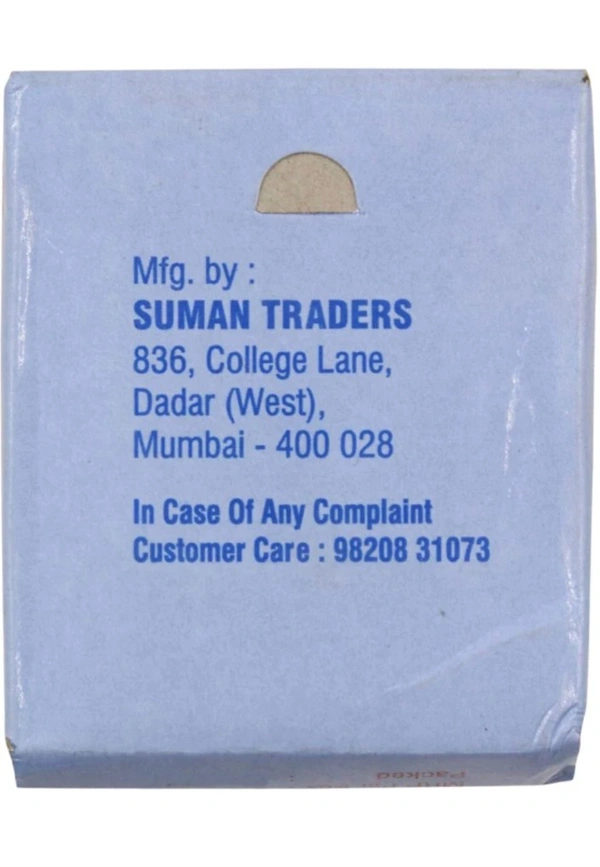 Mfg. by :
SUMAN TRADERS
836, College Lane,
Dadar (West),
Mumbai - 400 028
In Case Of Any Complaint
Customer Care : 98208 31073
Packed